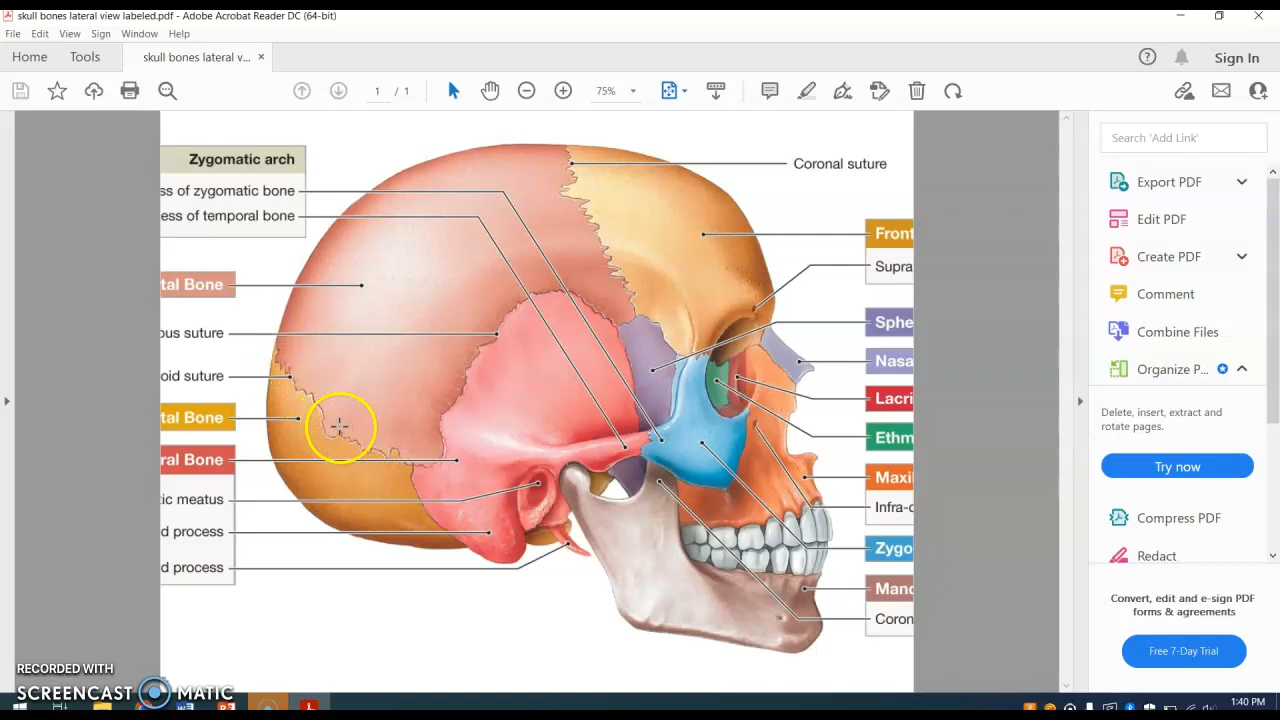 skull bones lateral view labeled.pdf - Adobe Acrobat Reader DC (64-bit)
File Edit View Sign Window Help
Home Tools skull bones lateral v... × Sign In
1 / 1 75%
Zygomatic arch
ss of zygomatic bone
ess of temporal bone
tal Bone
ous suture
oid suture
tal Bone
ral Bone
tic meatus
d process
d process
Coronal suture
Front
Supra
Sphe
Nasa
Lacri
Ethm
Maxi
Infra-o
Zygo
Mand
Coron
Search 'Add Link'
Export PDF
Edit PDF
Create PDF
Comment
Combine Files
Organize P...
Delete, insert, extract and
rotate pages.
Try now
Compress PDF
Redact
Convert, edit and e-sign PDF
forms & agreements
Free 7-Day Trial
RECORDED WITH
SCREENCAST MATIC
1:40 PM